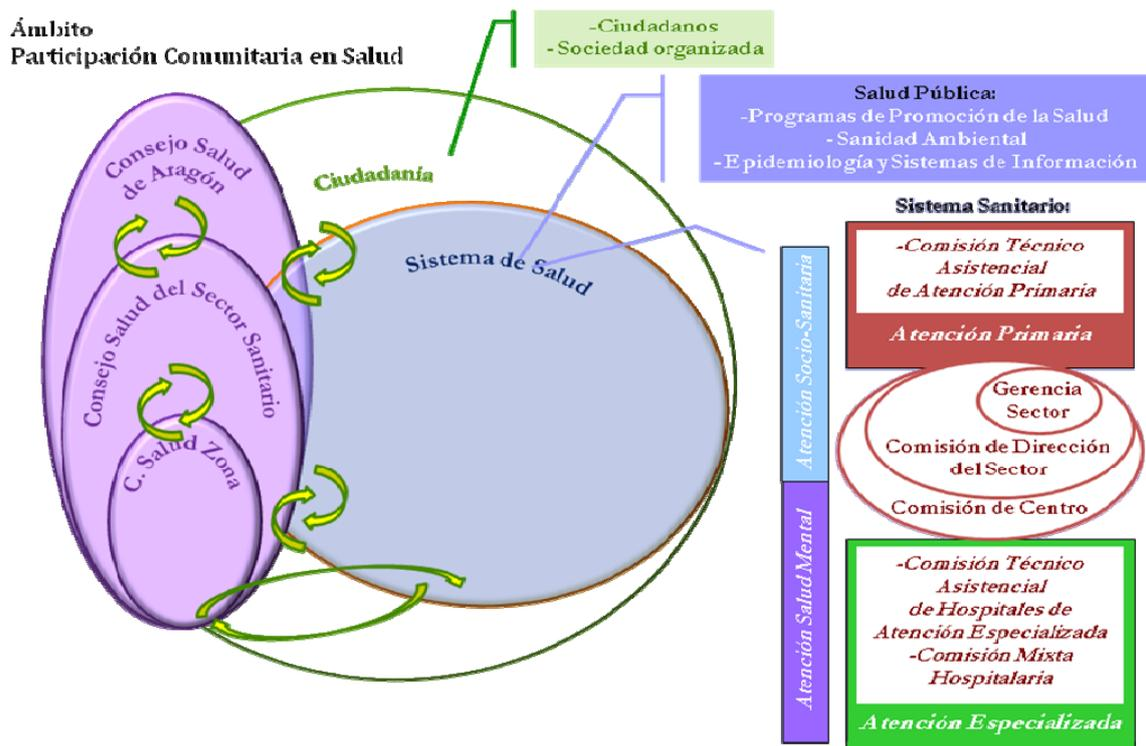 Ámbito
Participación Comunitaria en Salud
-Ciudadanos
-Sociedad organizada
Salud Pública:
-Programas de Promoción de la Salud
-Sanidad Ambiental
-Epidemiología y Sistemas de Información
Consejo Salud
de Aragón
Ciudadanía
Consejo Salud del Sector Sanitario
C. Salud Zona
Sistema de Salud
Sistema Sanitario:
Atención Socio-Sanitaria
Atención Salud Mental
-Comisión Técnico
Asistencial
de Atención Primaria
Atención Primaria
Gerencia
Sector
Comisión de Dirección
del Sector
Comisión de Centro
-Comisión Técnico
Asistencial
de Hospitales de
Atención Especializada
-Comisión Mixta
Hospitalaria
Atención Especializada